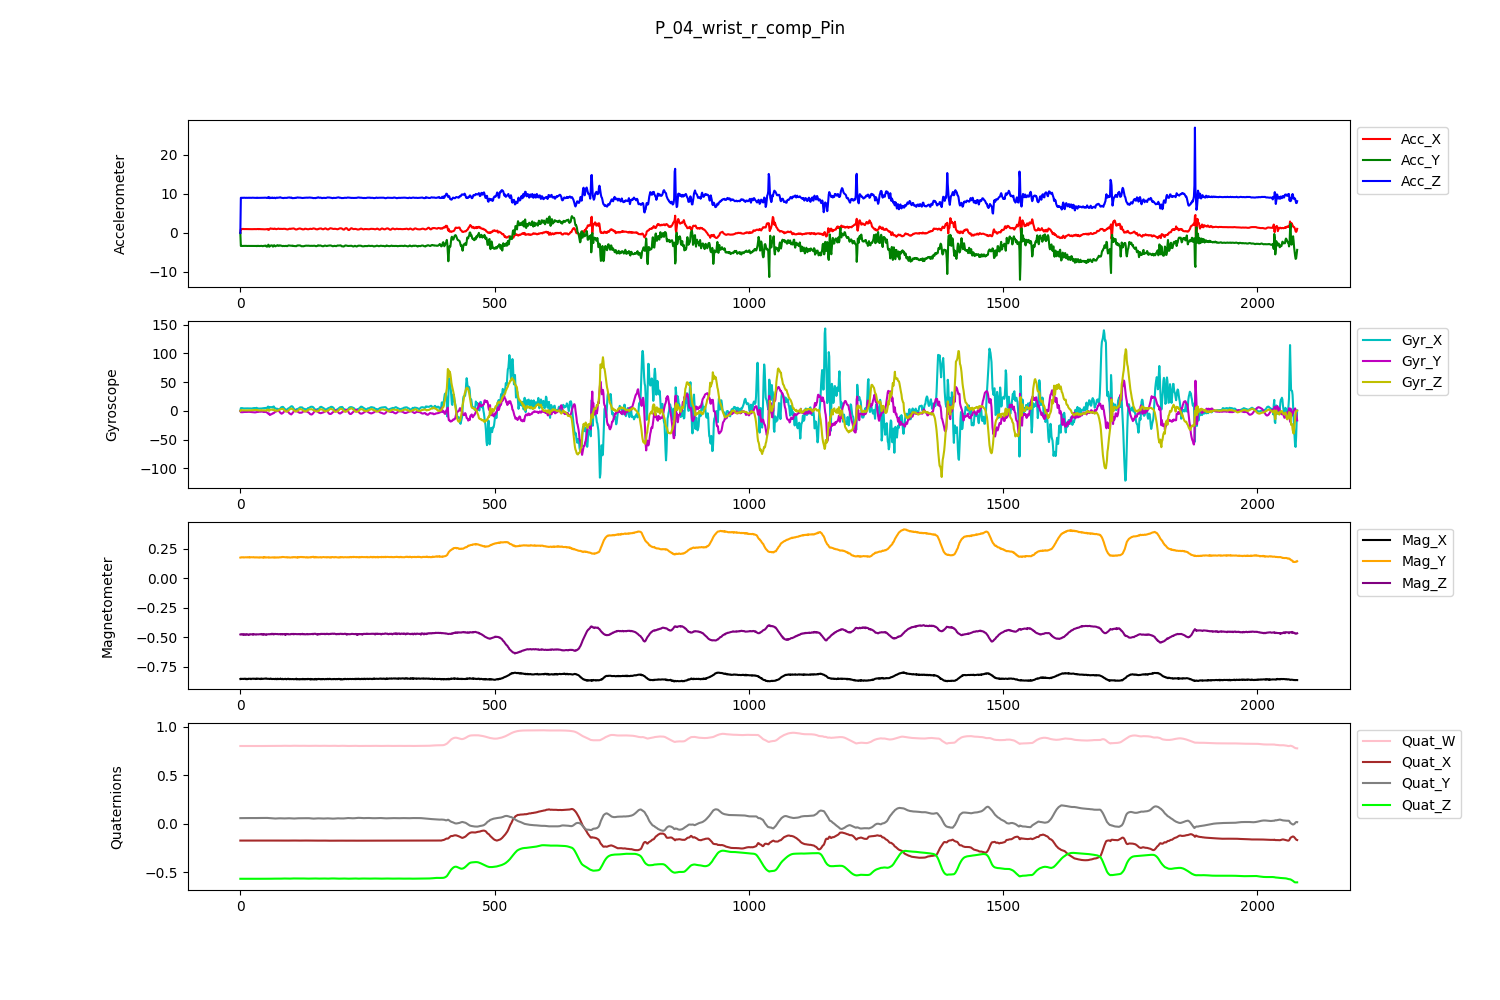 P_04_wrist_r_comp_Pin
Accelerometer
20
10
0
−10
0 500 1000 1500 2000
Acc_X
Acc_Y
Acc_Z
Gyroscope
150
100
50
0
−50
−100
0 500 1000 1500 2000
Gyr_X
Gyr_Y
Gyr_Z
Magnetometer
0.25
0.00
−0.25
−0.50
−0.75
0 500 1000 1500 2000
Mag_X
Mag_Y
Mag_Z
Quaternions
1.0
0.5
0.0
−0.5
0 500 1000 1500 2000
Quat_W
Quat_X
Quat_Y
Quat_Z